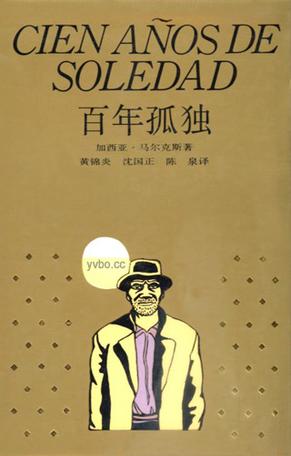 CIEN AÑOS DE
SOLEDAD
百年孤独
加西亚·马尔克斯著
黄锦炎 沈国正 陈 泉译
yvbo.cc